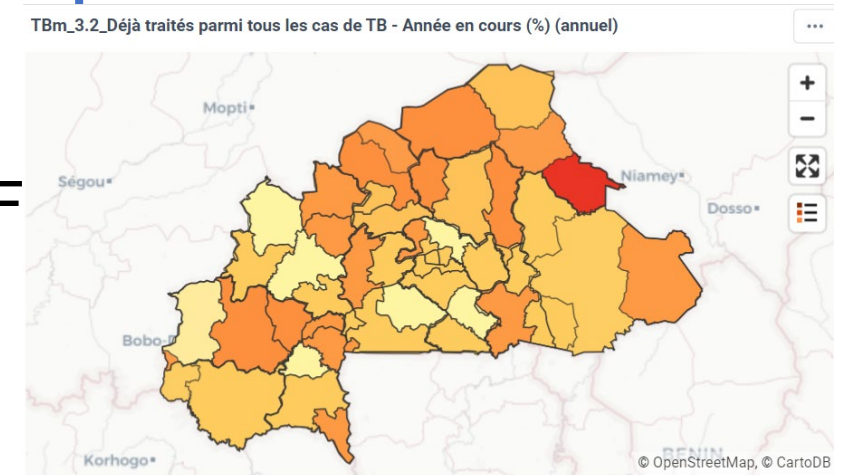 TBm_3.2_Déjà traités parmi tous les cas de TB - Année en cours (%) (annuel)
Mopti
Ségou
Niamey
Dosso
Bobo-D
Korhogo
BENIN
© OpenStreetMap, © CartoDB